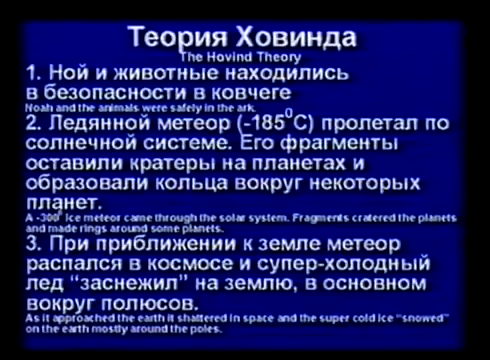 Теория Ховинда
The Hovind Theory
1. Ной и животные находились
в безопасности в ковчеге
Noah and the animals were safely in the ark.
2. Ледянной метеор (-185⁰C) пролетал по
солнечной системе. Его фрагменты
оставили кратеры на планетах и
образовали кольца вокруг некоторых
планет.
A -300⁰ Ice meteor came through the solar system. Fragments cratered the planets
and made rings around some planets.
3. При приближении к земле метеор
распался в космосе и супер-холодный
лед “заснежил” на землю, в основном
вокруг полюсов.
As it approached the earth it shattered in space and the super cold ice “snowed”
on the earth mostly around the poles.